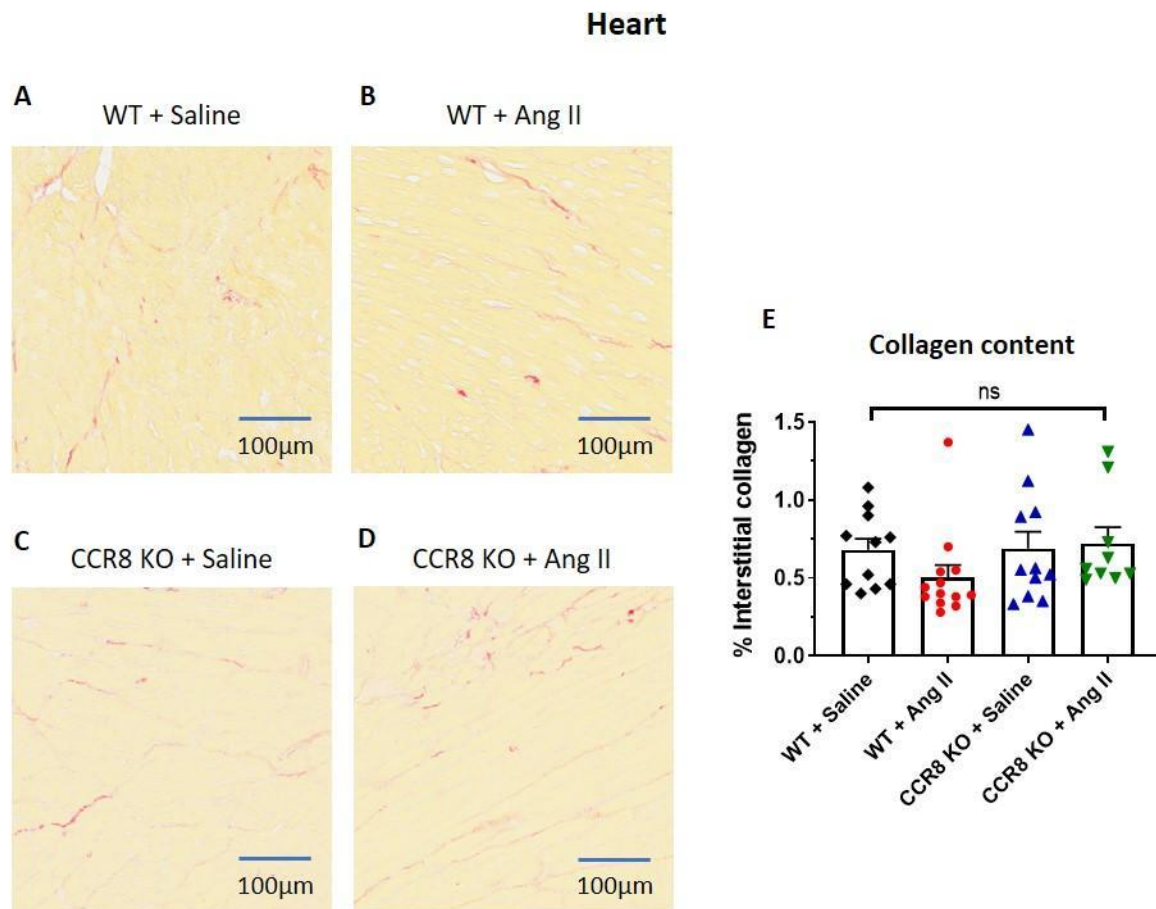 Heart
A
WT + Saline
B
WT + Ang II
100µm
100µm
C
CCR8 KO + Saline
D
CCR8 KO + Ang II
100µm
100µm
E
Collagen content
ns
% Interstitial collagen
1.5
1.0
0.5
0.0
WT + Saline
WT + Ang II
CCR8 KO + Saline
CCR8 KO + Ang II